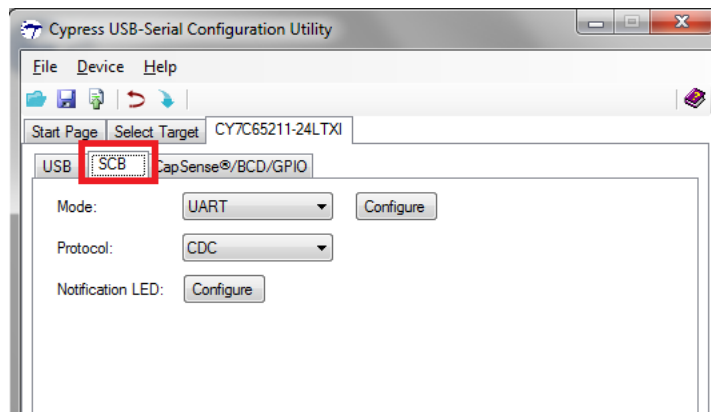 Cypress USB-Serial Configuration Utility
File Device Help
Start Page Select Target CY7C65211-24LTXI
USB SCB CapSense®/BCD/GPIO
Mode: UART Configure
Protocol: CDC
Notification LED: Configure